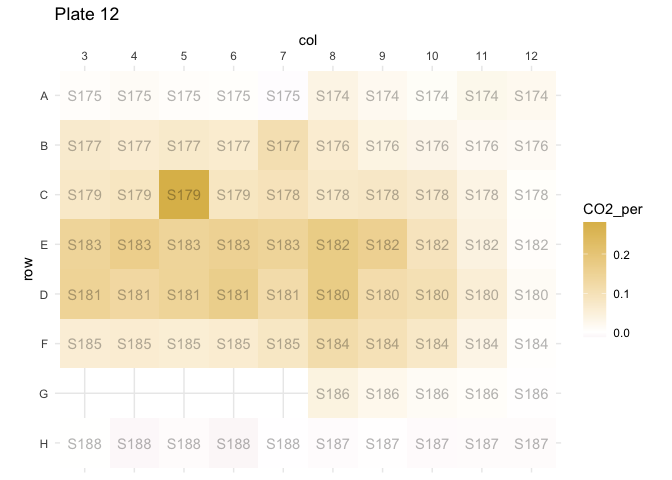 Plate 12
col
3 4 5 6 7 8 9 10 11 12
A S175 S175 S175 S175 S175 S174 S174 S174 S174 S174
B S177 S177 S177 S177 S177 S176 S176 S176 S176 S176
C S179 S179 S179 S179 S178 S178 S178 S178 S178 S178
CO2_per
E S183 S183 S183 S183 S183 S182 S182 S182 S182 S182
0.2
row
D S181 S181 S181 S181 S181 S180 S180 S180 S180 S180
0.1
0.0
F S185 S185 S185 S185 S185 S184 S184 S184 S184 S184
G S186 S186 S186 S186 S186
H S188 S188 S188 S188 S188 S187 S187 S187 S187 S187